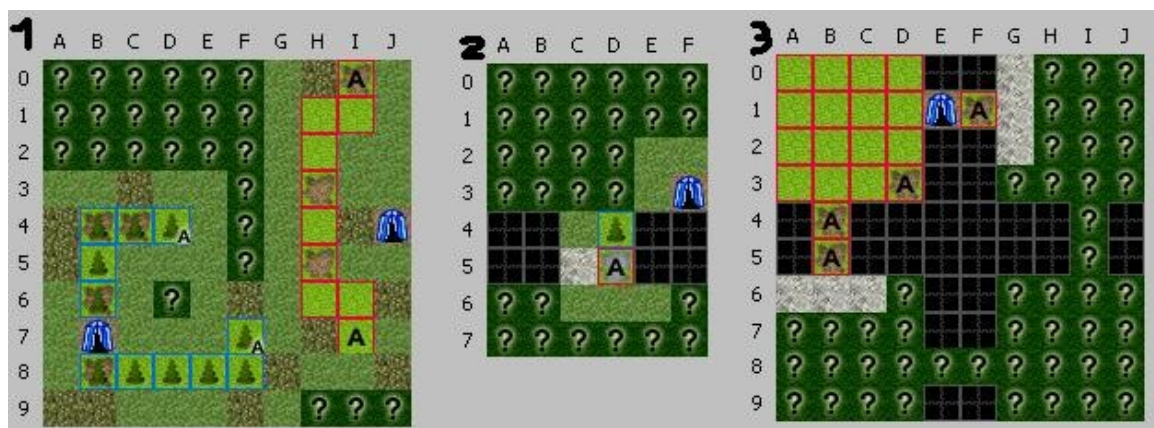 1 A B C D E F G H I J
0 ? ? ? ? ? ? A
1 ? ? ? ? ? ?
2 ? ? ? ? ? ?
3 ?
4 A ?
5 ?
6 ?
7 A A
8
9 ? ? ?
2 A B C D E F
0 ? ? ? ? ? ?
1 ? ? ? ? ? ?
2 ? ? ? ?
3 ? ? ? ?
4
5 A
6 ? ? ?
7 ? ? ? ? ? ?
3 A B C D E F G H I J
0 ? ? ?
1 A ? ? ?
2 ? ? ?
3 A ? ? ? ?
4 A ?
5 A ?
6 ? ? ? ? ?
7 ? ? ? ? ? ? ? ?
8 ? ? ? ? ? ? ? ? ? ?
9 ? ? ? ? ? ? ? ?